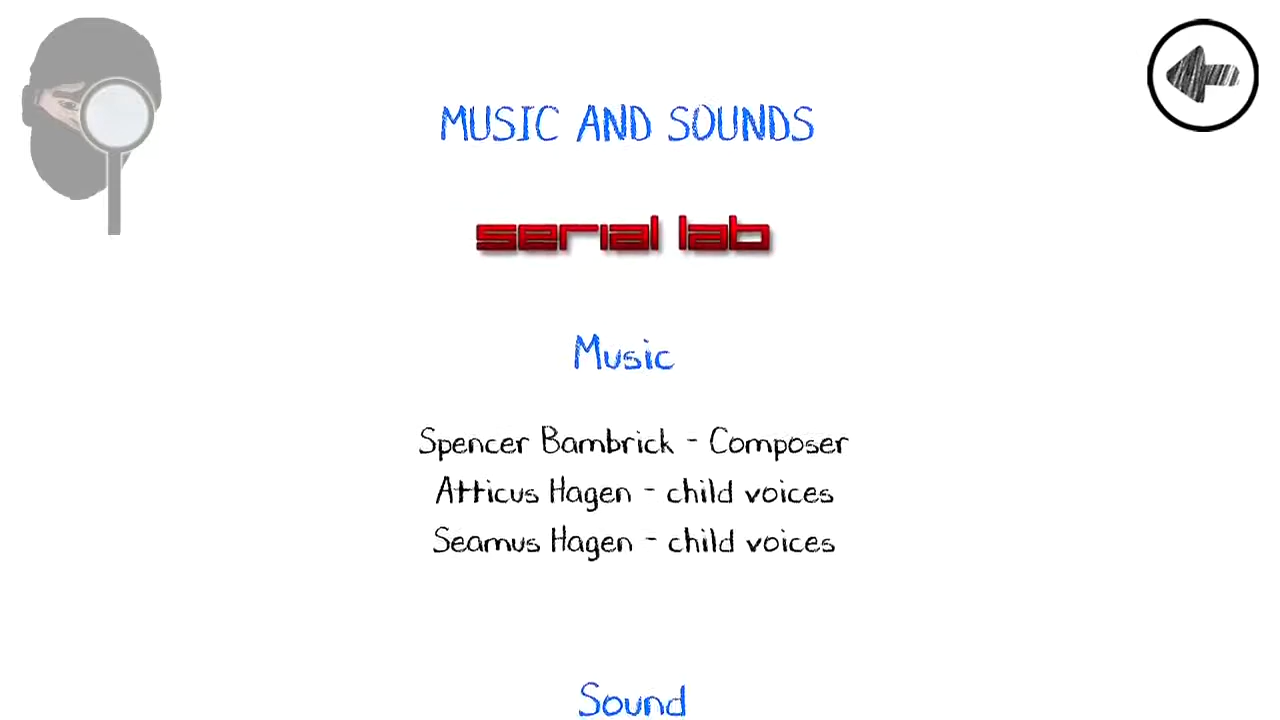 MUSIC AND SOUNDS
serial lab
Music
Spencer Bambrick - Composer
Atticus Hagen - child voices
Seamus Hagen - child voices
Sound